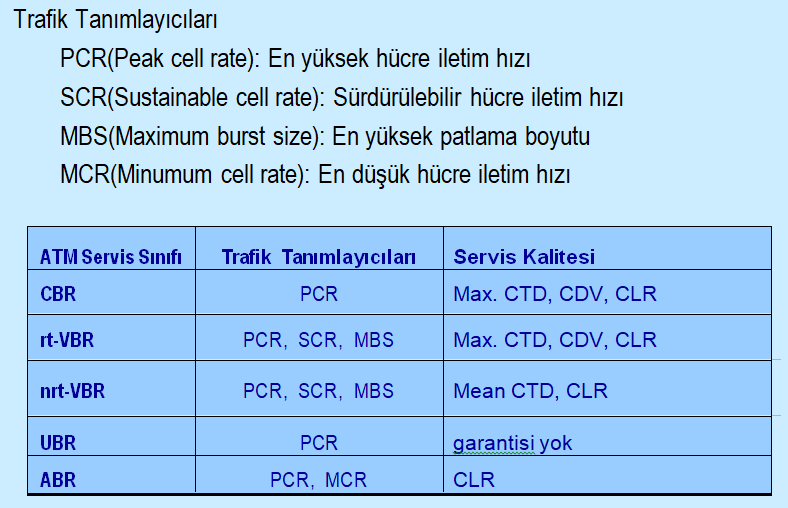 Trafik Tanımlayıcıları
PCR(Peak cell rate): En yüksek hücre iletim hızı
SCR(Sustainable cell rate): Sürdürülebilir hücre iletim hızı
MBS(Maximum burst size): En yüksek patlama boyutu
MCR(Minumum cell rate): En düşük hücre iletim hızı
ATM Servis Sınıfı Trafik Tanımlayıcıları Servis Kalitesi
CBR PCR Max. CTD, CDV, CLR
rt-VBR PCR, SCR, MBS Max. CTD, CDV, CLR
nrt-VBR PCR, SCR, MBS Mean CTD, CLR
UBR PCR garantisi yok
ABR PCR, MCR CLR